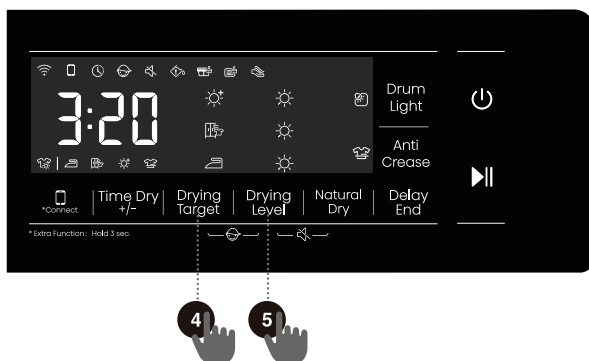 3:20
Drum
Light
Anti
Crease
*Connect
Time Dry
+/-
Drying
Target
Drying
Level
Natural
Dry
Delay
End
* Extra Function : Hold 3 sec.
4
5